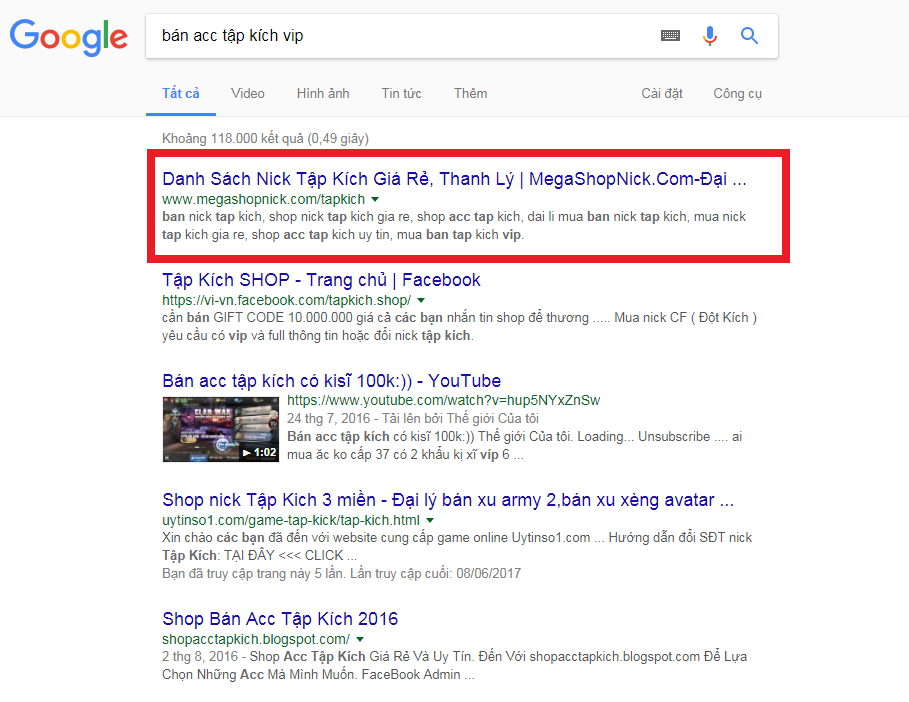 Google
bán acc tập kích vip
Tất cả Video Hình ảnh Tin tức Thêm Cài đặt Công cụ
Khoảng 118.000 kết quả (0,49 giây)
Danh Sách Nick Tập Kích Giá Rẻ, Thanh Lý | MegaShopNick.Com-Đại ...
www.megashopnick.com/tapkich
ban nick tap kich, shop nick tap kich gia re, shop acc tap kich, dai li mua ban nick tap kich, mua nick
tap kich gia re, shop acc tap kich uy tin, mua ban tap kich vip.
Tập Kích SHOP - Trang chủ | Facebook
https://vi-vn.facebook.com/tapkich.shop/
cần bán GIFT CODE 10.000.000 giá cả các bạn nhắn tin shop để thương ..... Mua nick CF ( Đột Kích )
yêu cầu có vip và full thông tin hoặc đổi nick tập kích.
Bán acc tập kích có kisĩ 100k:)) - YouTube
https://www.youtube.com/watch?v=hup5NYxZnSw
24 thg 7, 2016 - Tải lên bởi Thế giới Của tôi
Bán acc tập kích có kisĩ 100k:)) Thế giới Của tôi. Loading... Unsubscribe .... ai
mua ăc ko cấp 37 có 2 khẩu kị xĩ víp 6 ...
CLAN WAR
1:02
Shop nick Tập Kich 3 miền - Đại lý bán xu army 2,bán xu xèng avatar ...
uytinso1.com/game-tap-kick/tap-kich.html
Xin chào các bạn đã đến với website cung cấp game online Uytinso1.com ... Hướng dẫn đổi SĐT nick
Tập Kích: TẠI ĐÂY <<< CLICK ...
Bạn đã truy cập trang này 5 lần. Lần truy cập cuối: 08/06/2017
Shop Bán Acc Tập Kích 2016
shopacctapkich.blogspot.com/
2 thg 8, 2016 - Shop Acc Tập Kích Giá Rẻ Và Uy Tín. Đến Với shopacctapkich.blogspot.com Để Lựa
Chọn Những Acc Mà Mình Muốn. FaceBook Admin ...